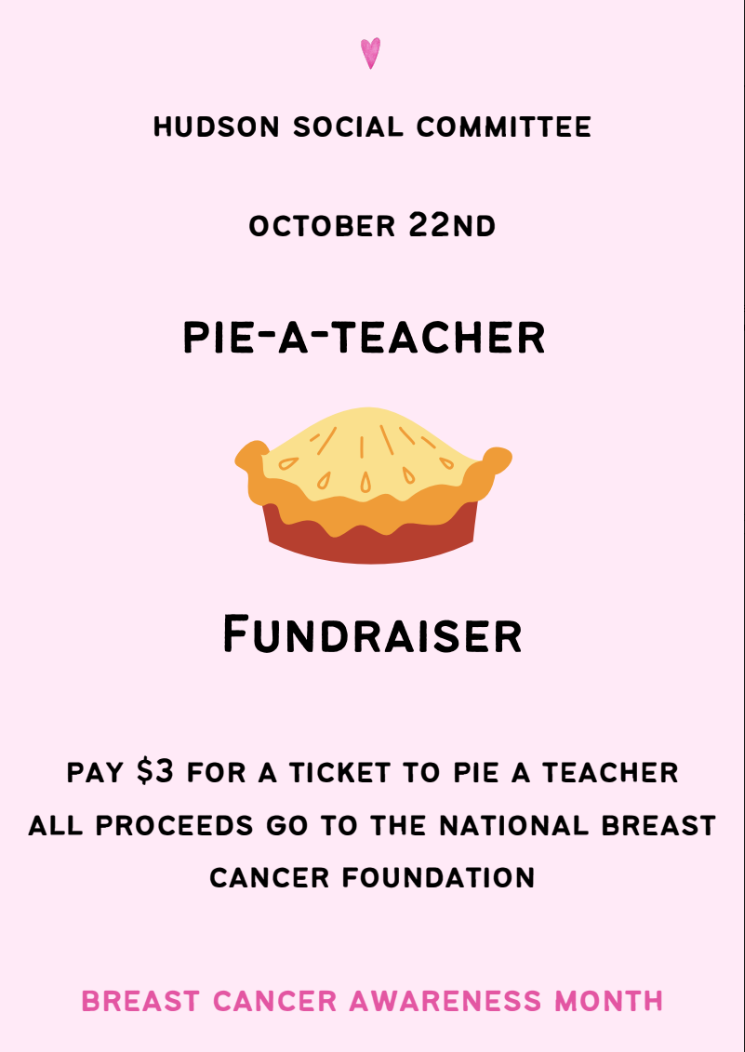 HUDSON SOCIAL COMMITTEE
OCTOBER 22ND
PIE-A-TEACHER
FUNDRAISER
PAY $3 FOR A TICKET TO PIE A TEACHER
ALL PROCEEDS GO TO THE NATIONAL BREAST
CANCER FOUNDATION
BREAST CANCER AWARENESS MONTH